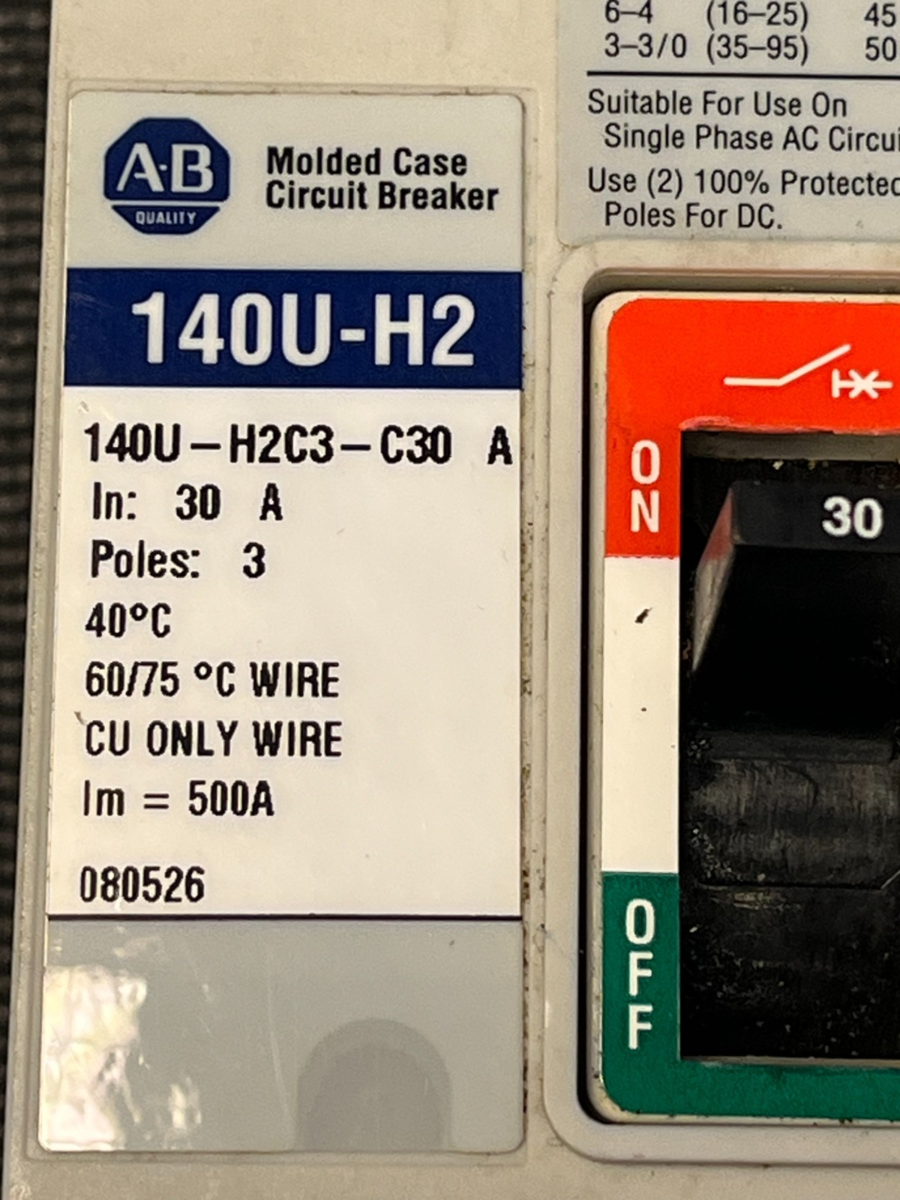 6–4 (16–25) 45
3–3/0 (35–95) 50
Suitable For Use On
Single Phase AC Circui
Use (2) 100% Protected
Poles For DC.
A·B
QUALITY
Molded Case
Circuit Breaker
140U-H2
140U–H2C3–C30 A
In: 30 A
Poles: 3
40°C
60/75 °C WIRE
CU ONLY WIRE
Im = 500A
080526
ON
30
OFF